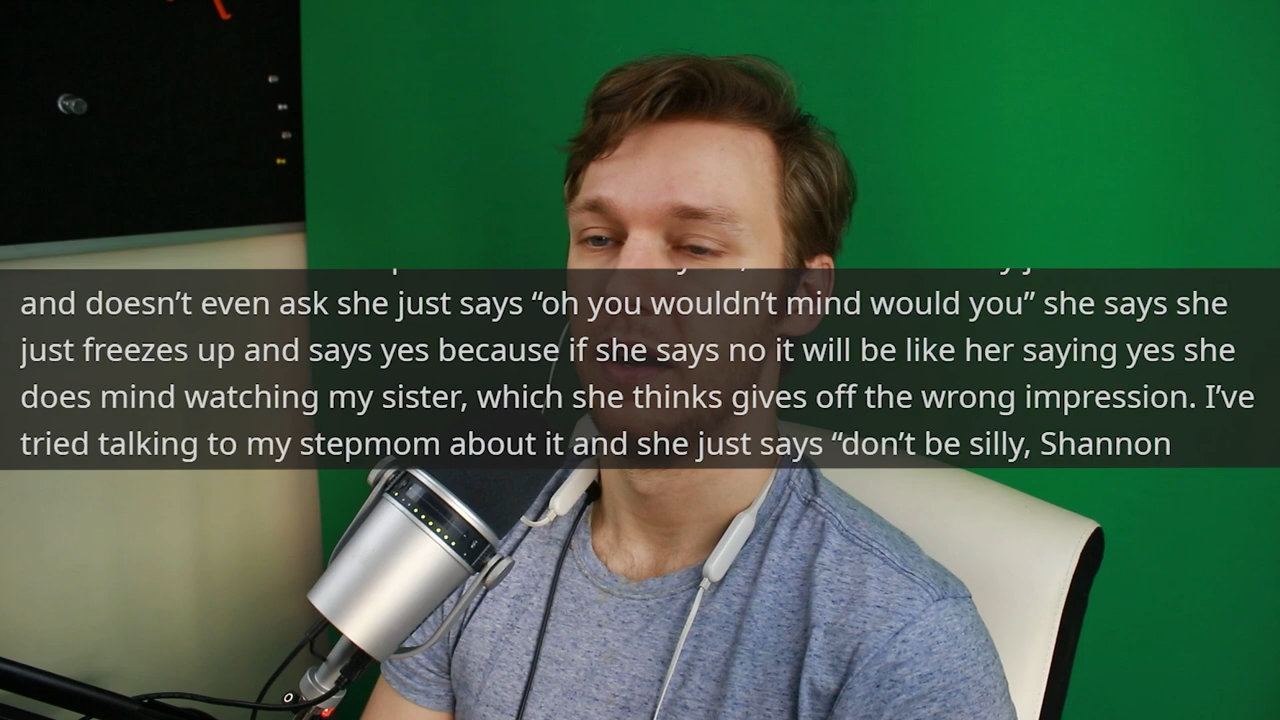 and doesn’t even ask she just says “oh you wouldn’t mind would you” she says she
just freezes up and says yes because if she says no it will be like her saying yes she
does mind watching my sister, which she thinks gives off the wrong impression. I’ve
tried talking to my stepmom about it and she just says “don’t be silly, Shannon